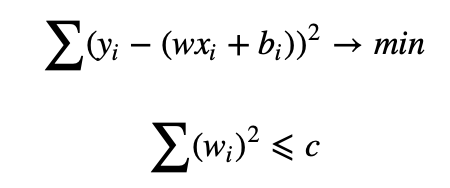 ∑(yᵢ − (wxᵢ + bᵢ))² → min
∑(wᵢ)² ⩽ c